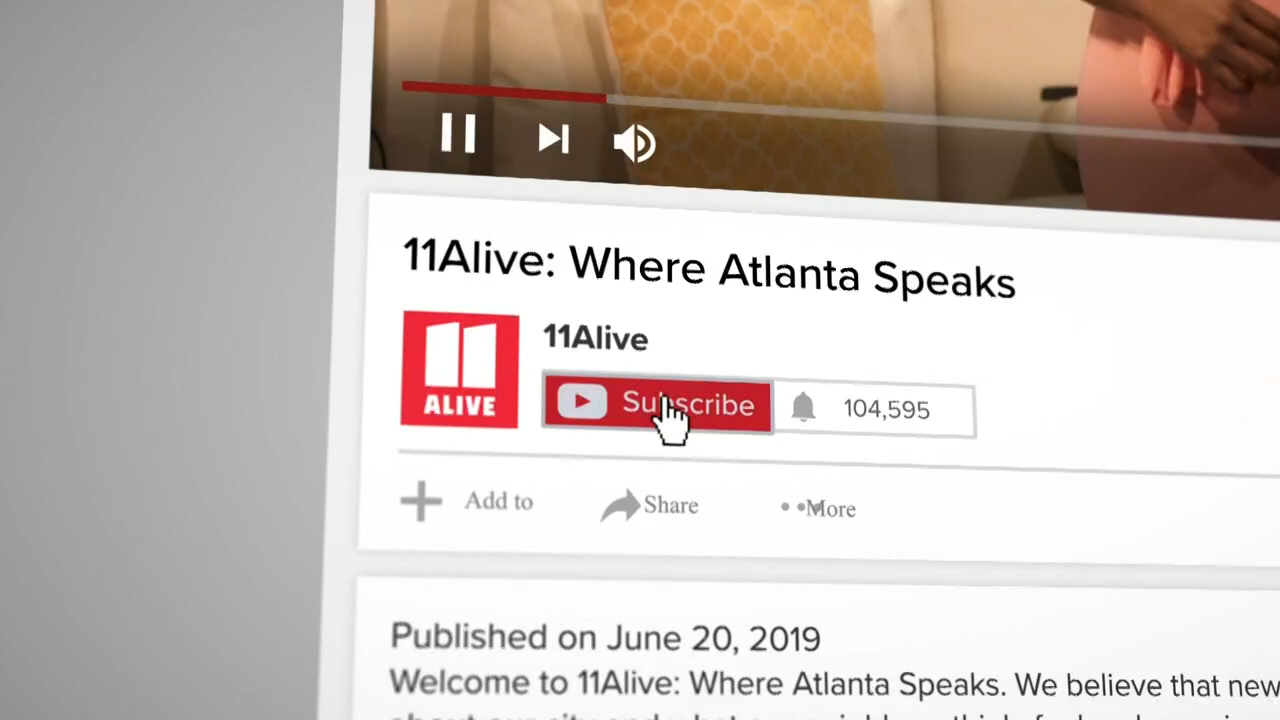 11Alive: Where Atlanta Speaks
11 ALIVE
11Alive
Subscribe
104,595
Add to
Share
More
Published on June 20, 2019
Welcome to 11Alive: Where Atlanta Speaks. We believe that new